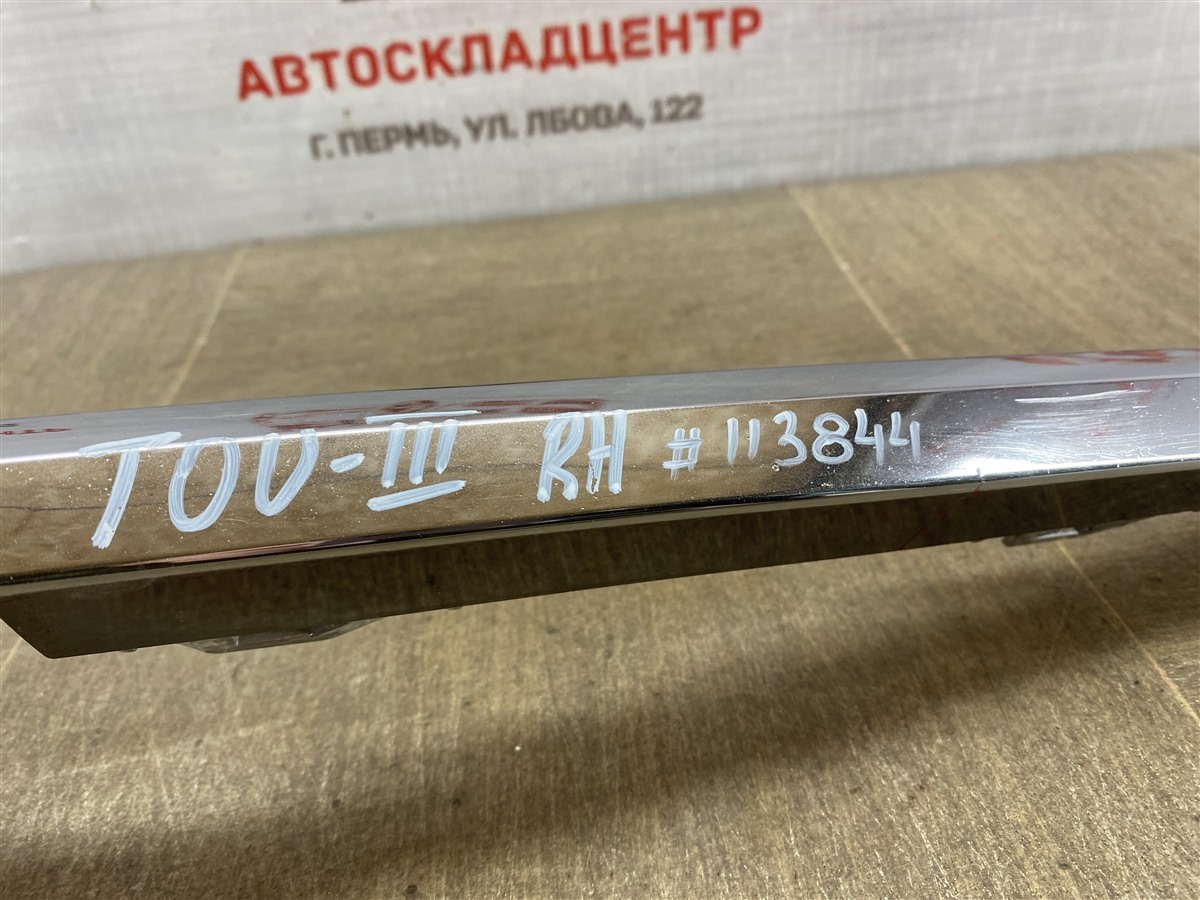 АВТОСКЛАДЦЕНТР
Г. ПЕРМЬ, УЛ. ЛБОВА, 122
TOU-III RH #113844